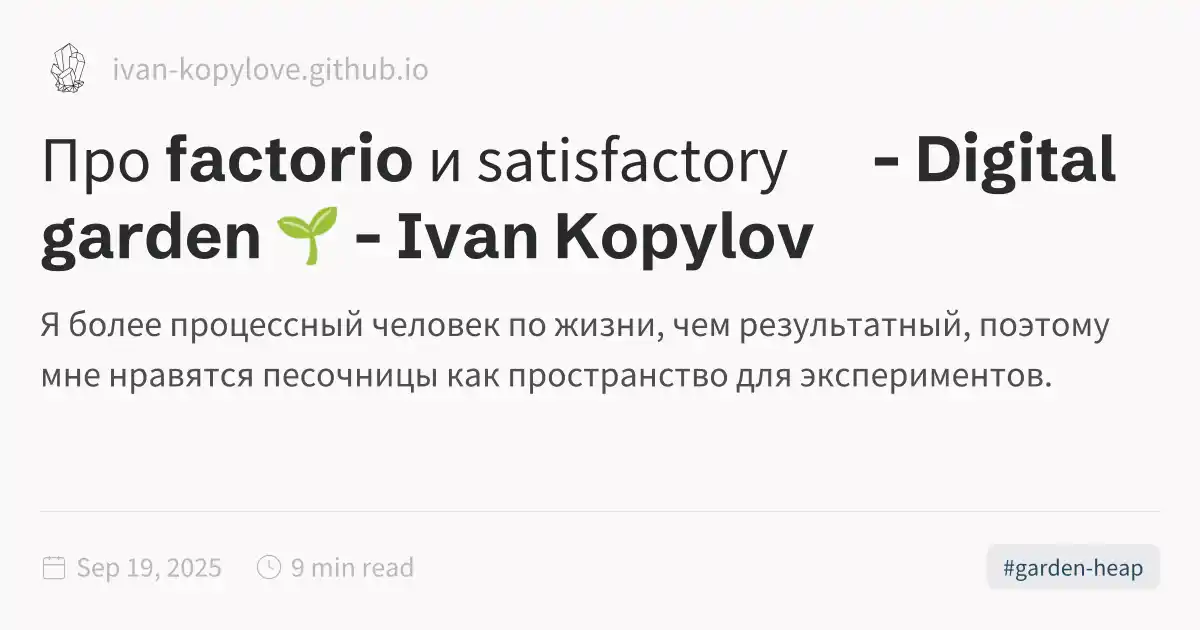 ivan-kopylove.github.io
Про factorio и satisfactory - Digital
garden 🌱 - Ivan Kopylov
Я более процессный человек по жизни, чем результатный, поэтому
мне нравятся песочницы как пространство для экспериментов.
Sep 19, 2025 9 min read #garden-heap